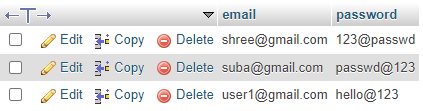 ←T→ email password
Edit Copy Delete shree@gmail.com 123@passwd
Edit Copy Delete suba@gmail.com passwd@123
Edit Copy Delete user1@gmail.com hello@123